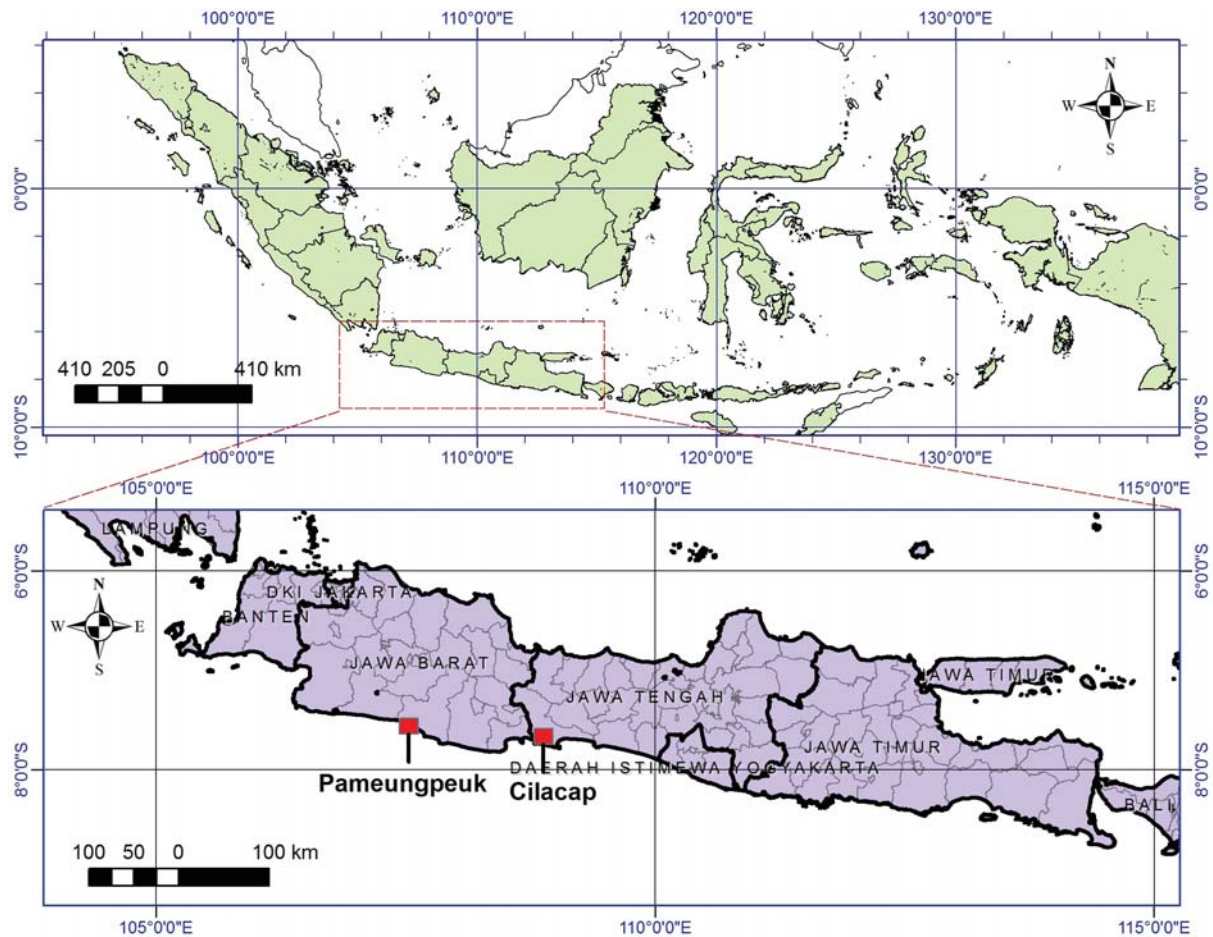 100°0'0"E 110°0'0"E 120°0'0"E 130°0'0"E
N
W E
S
0°0'0" 0°0'0"
410 205 0 410 km
10°0'0"S 10°0'0"S
100°0'0"E 110°0'0"E 120°0'0"E 130°0'0"E
105°0'0"E 110°0'0"E 115°0'0"E
LAMPUNG
6°0'0"S 6°0'0"S
N
DKI JAKARTA
W E
BANTEN
S
JAWA BARAT
JAWA TIMUR
JAWA TENGAH
JAWA TIMUR
8°0'0"S 8°0'0"S
DAERAH ISTIMEWA YOGYAKARTA
Pameungpeuk
Cilacap
BALI
100 50 0 100 km
105°0'0"E 110°0'0"E 115°0'0"E